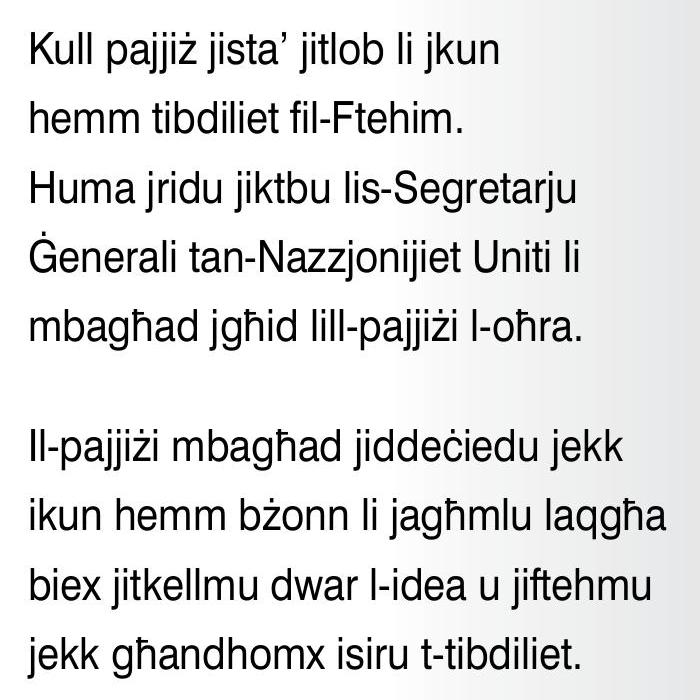 Kull pajjiż jista’ jitlob li jkun
hemm tibdiliet fil-Ftehim.
Huma jridu jiktbu lis-Segretarju
Ġenerali tan-Nazzjonijiet Uniti li
mbagħad jgħid lill-pajjiżi l-oħra.
Il-pajjiżi mbagħad jiddeċiedu jekk
ikun hemm bżonn li jagħmlu laqgħa
biex jitkellmu dwar l-idea u jiftehmu
jekk għandhomx isiru t-tibdiliet.